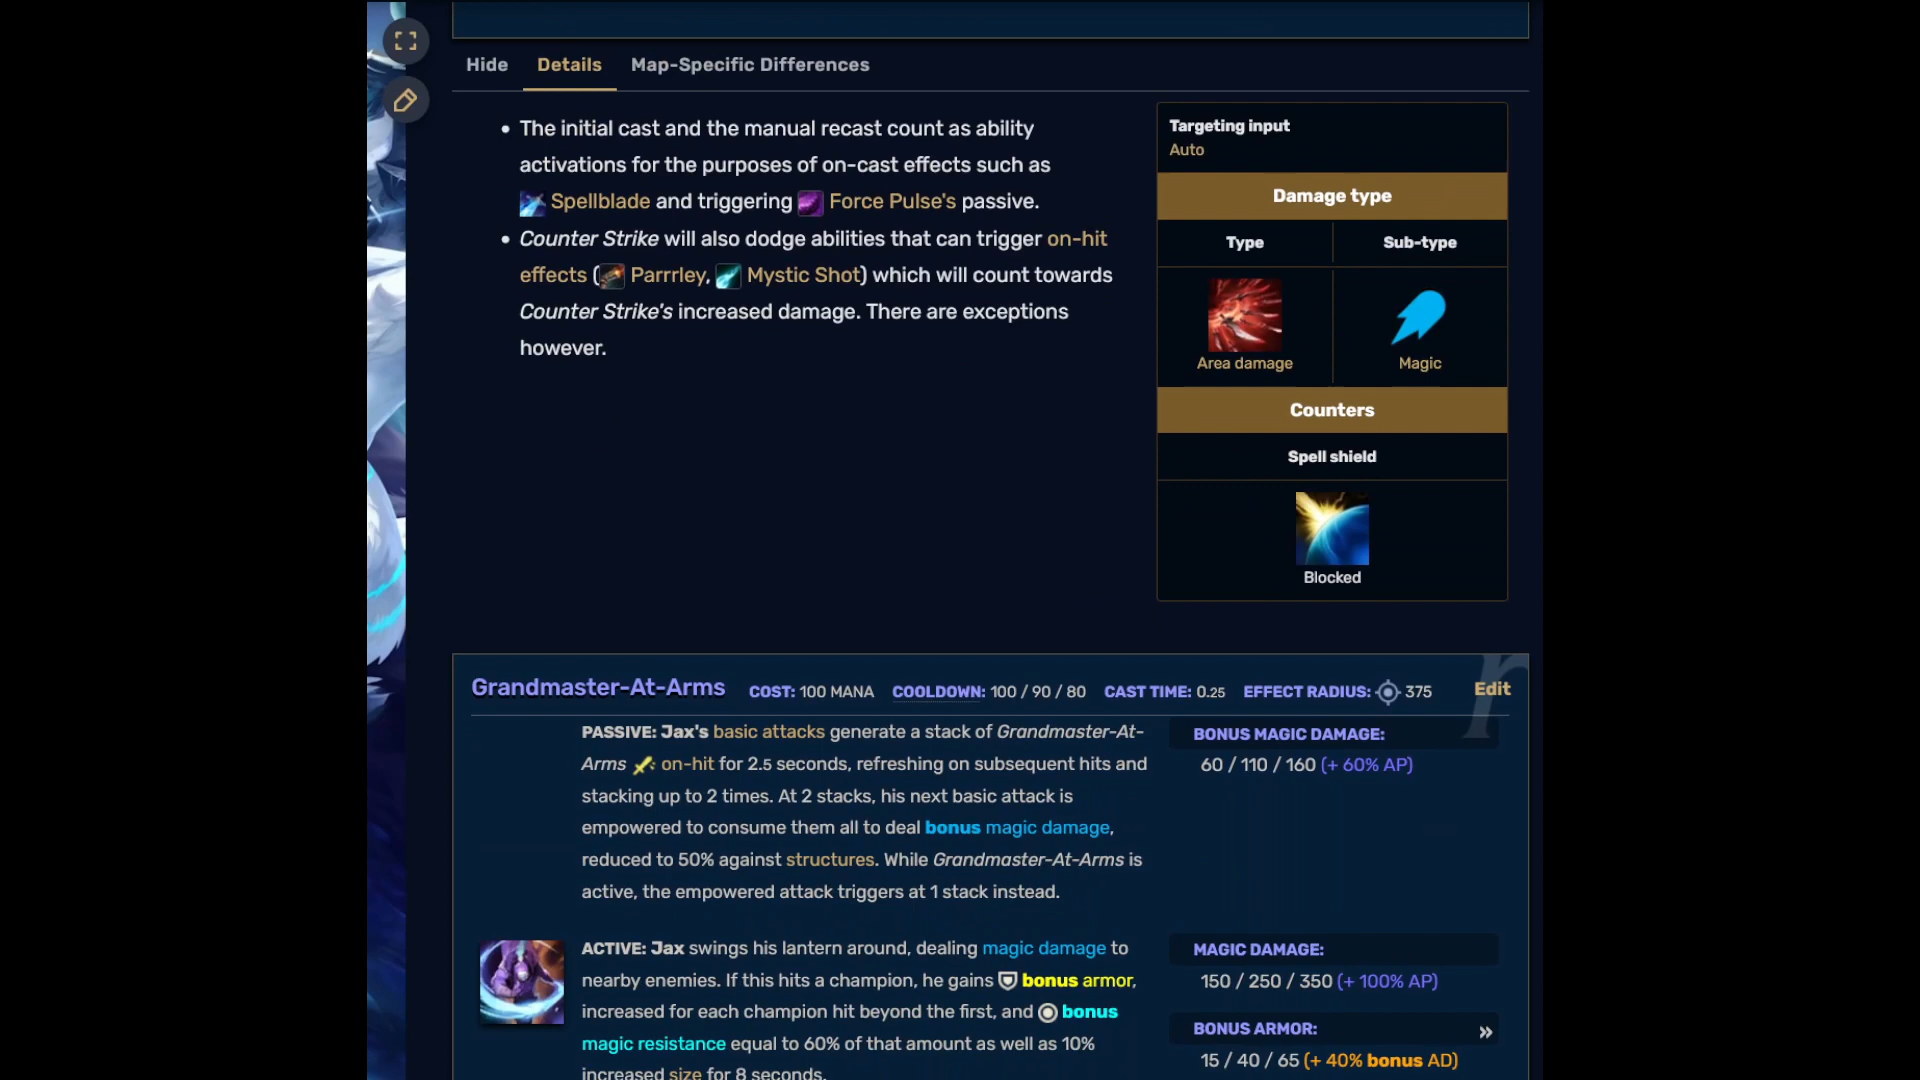 Hide Details Map-Specific Differences
The initial cast and the manual recast count as ability
activations for the purposes of on-cast effects such as
Spellblade and triggering Force Pulse's passive.
Counter Strike will also dodge abilities that can trigger on-hit
effects (Parrrley, Mystic Shot) which will count towards
Counter Strike's increased damage. There are exceptions
however.
Targeting input
Auto
Damage type
Type Sub-type
Area damage Magic
Counters
Spell shield
Blocked
Grandmaster-At-Arms COST: 100 MANA COOLDOWN: 100 / 90 / 80 CAST TIME: 0.25 EFFECT RADIUS: 375 Edit
PASSIVE: Jax's basic attacks generate a stack of Grandmaster-At-
Arms on-hit for 2.5 seconds, refreshing on subsequent hits and
stacking up to 2 times. At 2 stacks, his next basic attack is
empowered to consume them all to deal bonus magic damage,
reduced to 50% against structures. While Grandmaster-At-Arms is
active, the empowered attack triggers at 1 stack instead.
BONUS MAGIC DAMAGE:
60 / 110 / 160 (+ 60% AP)
ACTIVE: Jax swings his lantern around, dealing magic damage to
nearby enemies. If this hits a champion, he gains bonus armor,
increased for each champion hit beyond the first, and bonus
magic resistance equal to 60% of that amount as well as 10%
increased size for 8 seconds.
MAGIC DAMAGE:
150 / 250 / 350 (+ 100% AP)
BONUS ARMOR: »
15 / 40 / 65 (+ 40% bonus AD)